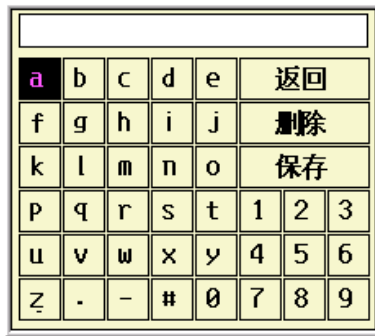 a b c d e 返回
f g h i j 删除
k l m n o 保存
p q r s t 1 2 3
u v w x y 4 5 6
z . - # 0 7 8 9